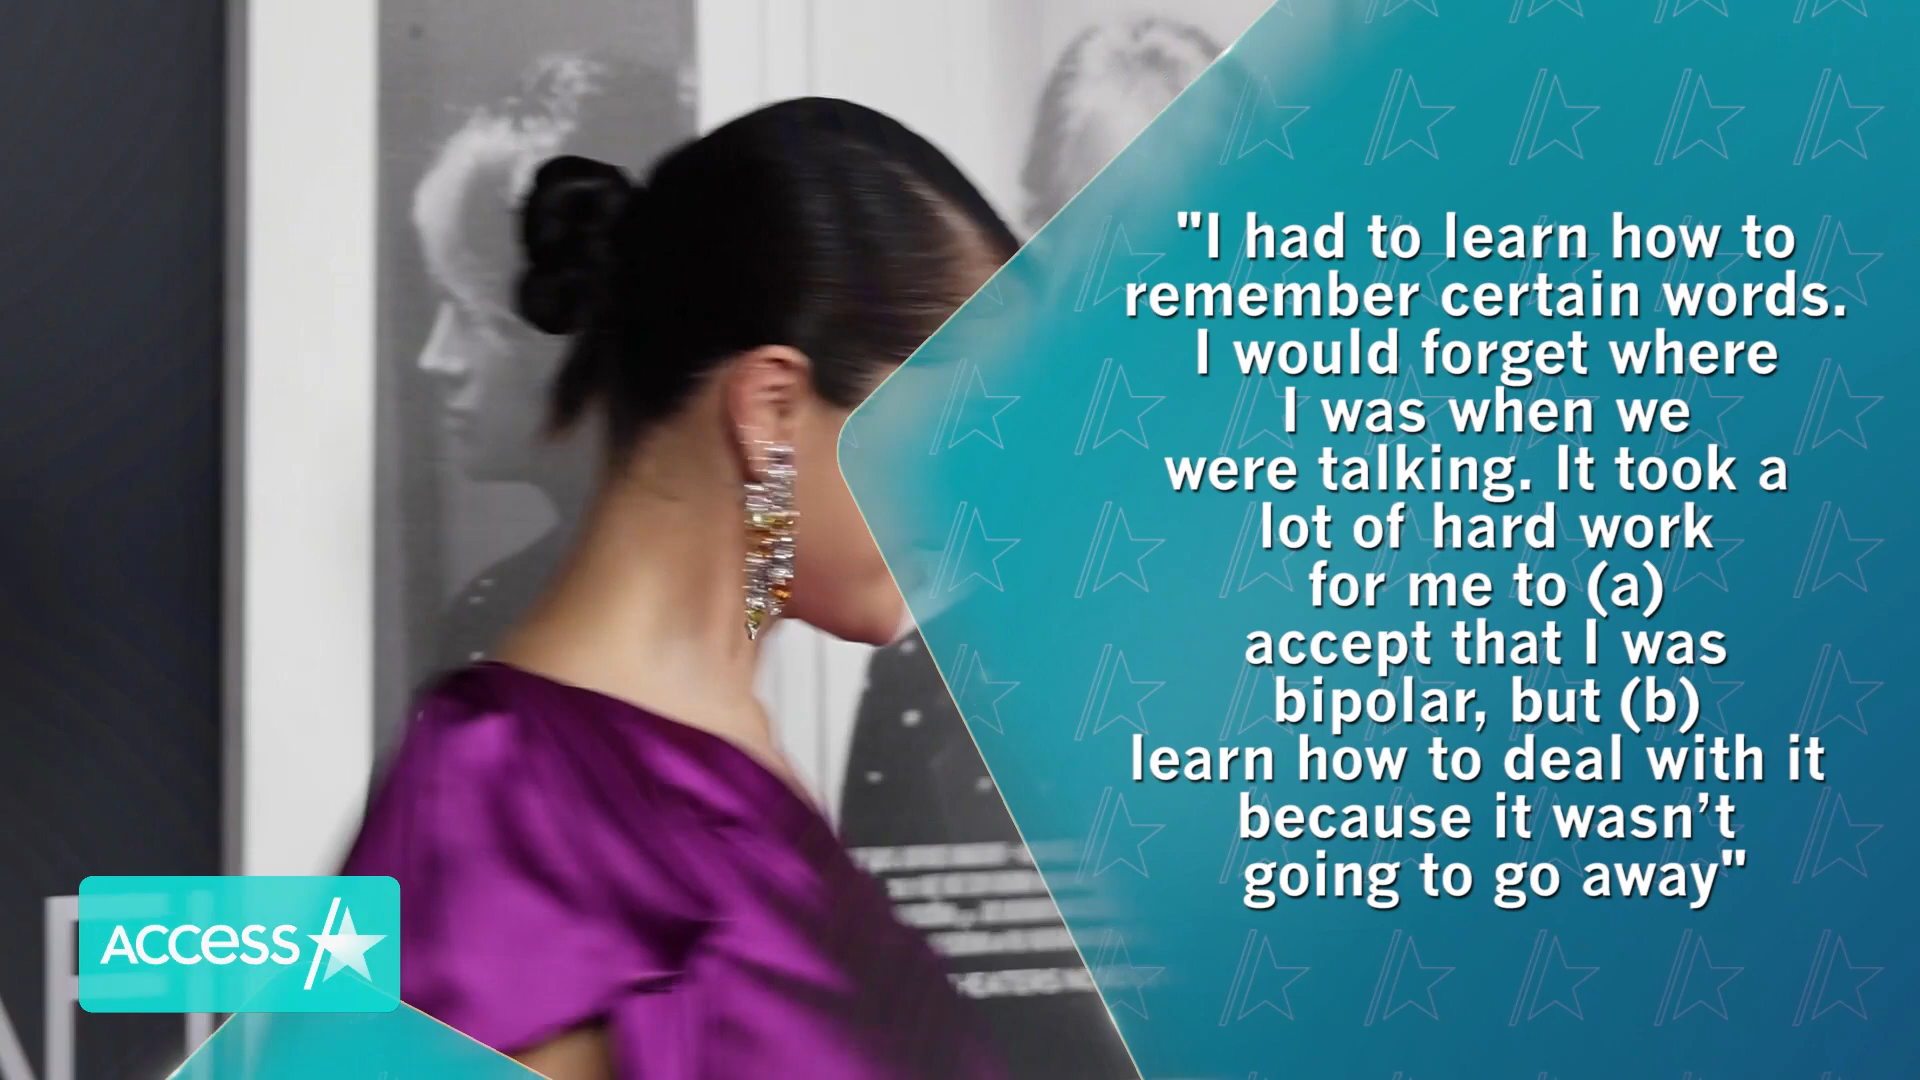 "I had to learn how to
remember certain words.
I would forget where
I was when we
were talking. It took a
lot of hard work
for me to (a)
accept that I was
bipolar, but (b)
learn how to deal with it
because it wasn’t
going to go away"
ACCESS